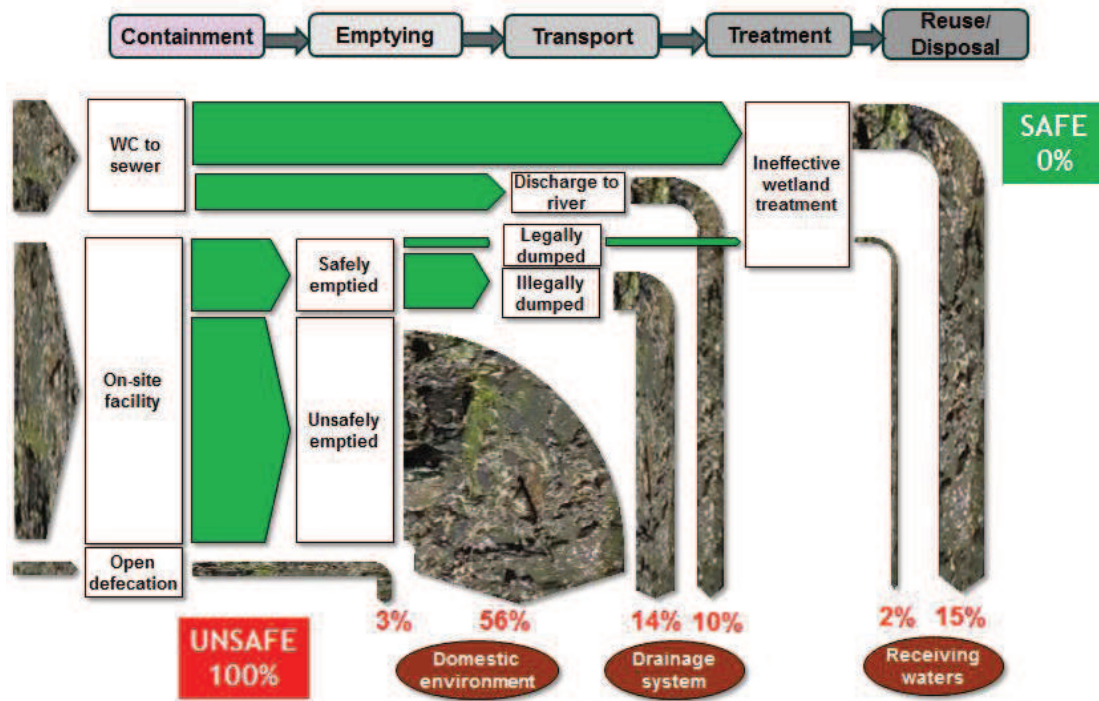 Containment
Emptying
Transport
Treatment
Reuse/
Disposal
WC to
sewer
Discharge to
river
Ineffective
wetland
treatment
SAFE
0%
Legally
dumped
Safely
emptied
Illegally
dumped
On-site
facility
Unsafely
emptied
Open
defecation
UNSAFE
100%
3%
56%
14%
10%
2%
15%
Domestic
environment
Drainage
system
Receiving
waters